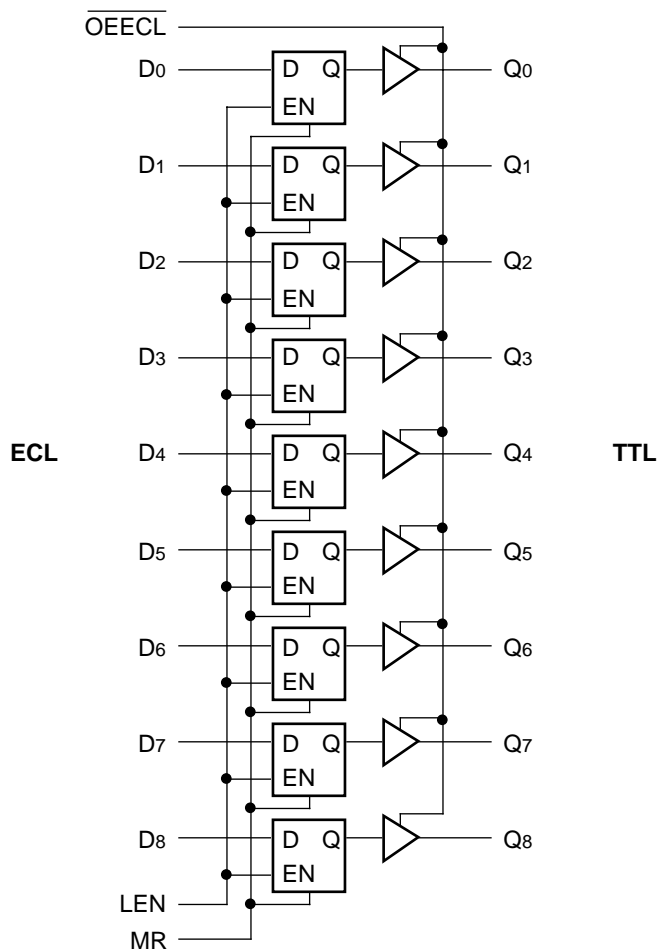 OEECL
D0 D Q Q0
EN
D1 D Q Q1
EN
D2 D Q Q2
EN
D3 D Q Q3
EN
ECL D4 D Q Q4 TTL
EN
D5 D Q Q5
EN
D6 D Q Q6
EN
D7 D Q Q7
EN
D8 D Q Q8
EN
LEN
MR